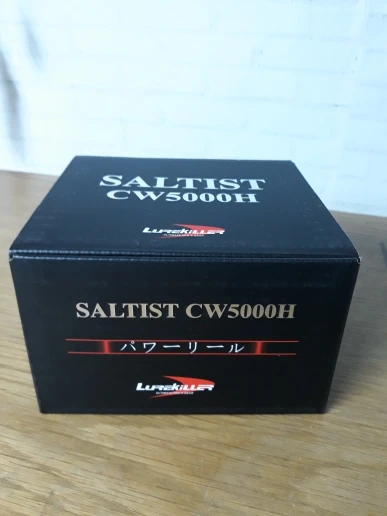 SALTIST
CW5000H
LUREKILLER
SALTIST CW5000H
パワーリール
LUREKILLER